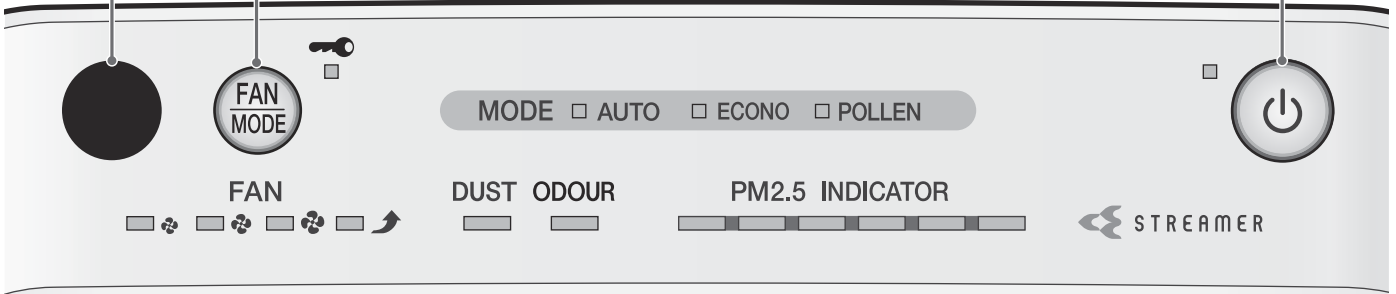 FAN
MODE
MODE AUTO ECONO POLLEN
FAN DUST ODOUR PM2.5 INDICATOR
STREAMER